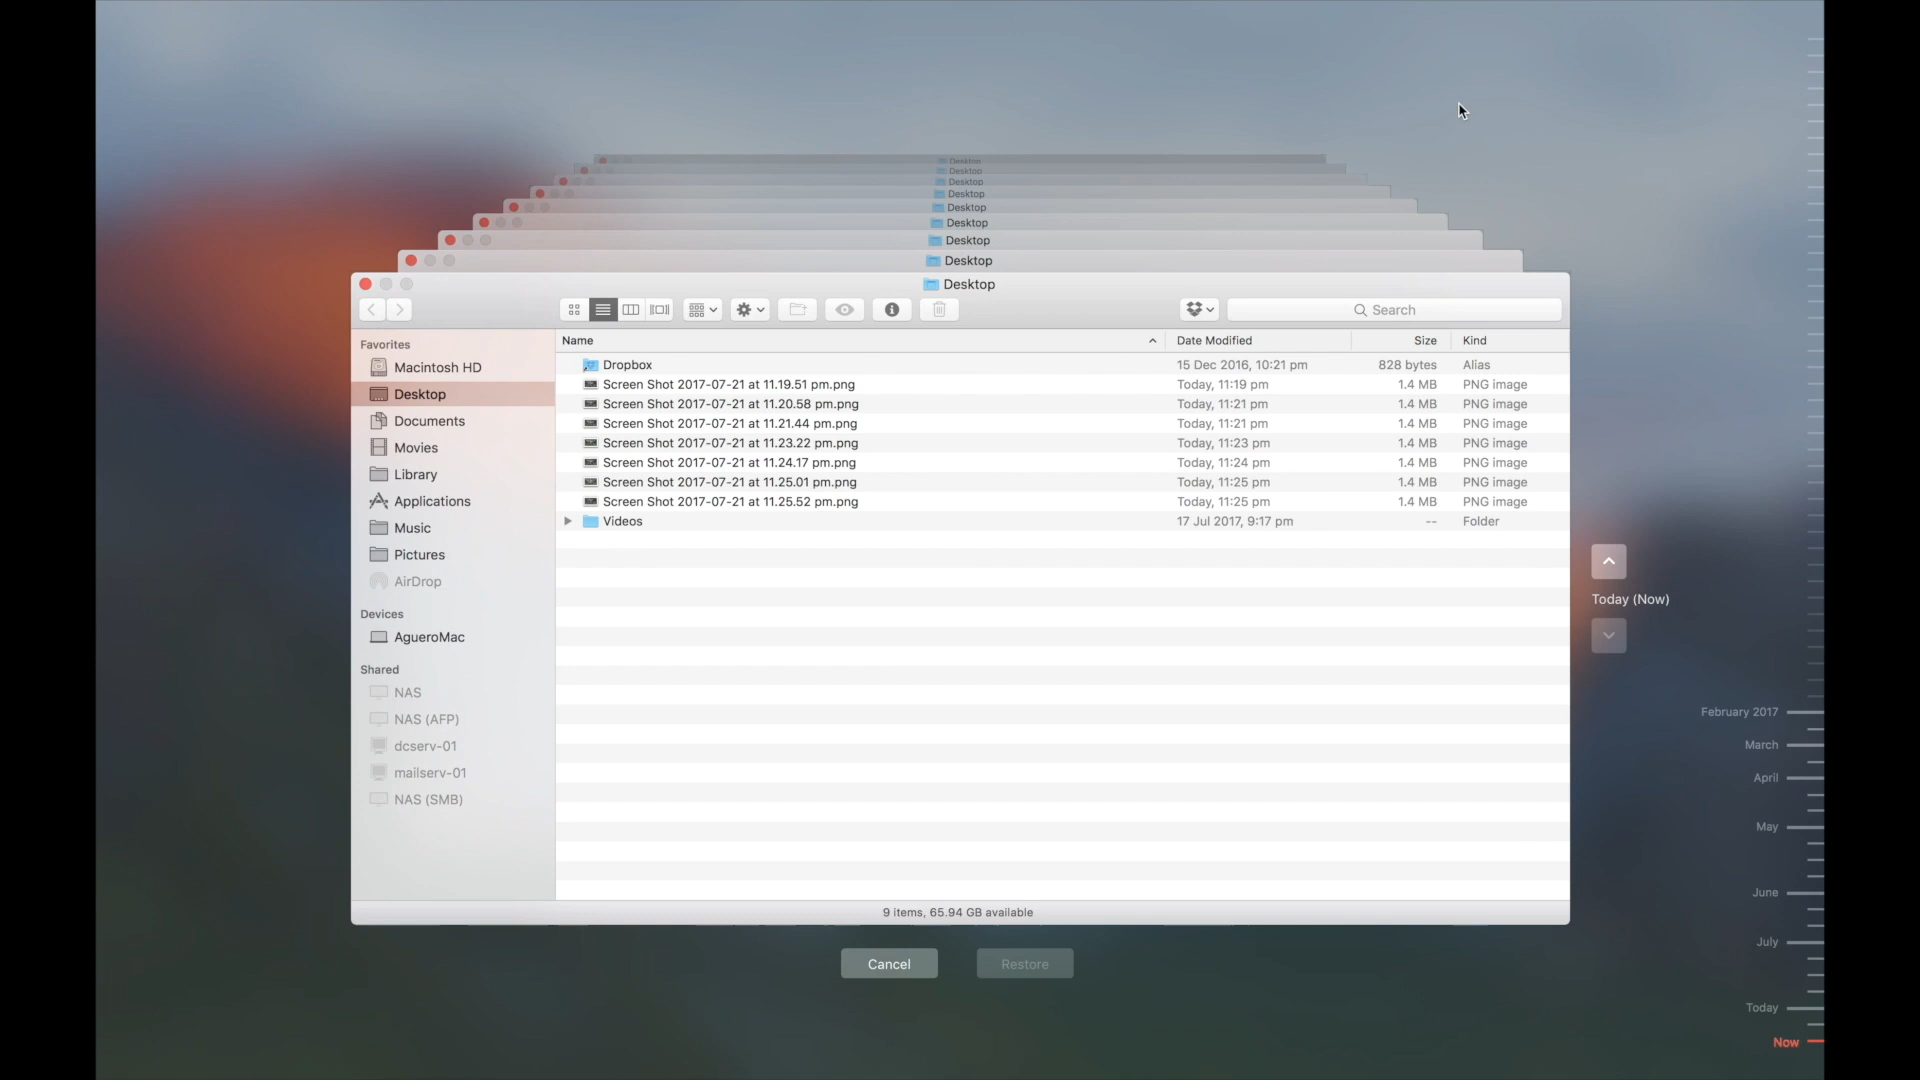 Desktop
Desktop
Desktop
Desktop
Desktop
Desktop
Desktop
Desktop
Desktop
Search
Favorites
Macintosh HD
Desktop
Documents
Movies
Library
Applications
Music
Pictures
AirDrop
Devices
AgueroMac
Shared
NAS
NAS (AFP)
dcserv-01
mailserv-01
NAS (SMB)
Name Date Modified Size Kind
Dropbox 15 Dec 2016, 10:21 pm 828 bytes Alias
Screen Shot 2017-07-21 at 11.19.51 pm.png Today, 11:19 pm 1.4 MB PNG image
Screen Shot 2017-07-21 at 11.20.58 pm.png Today, 11:21 pm 1.4 MB PNG image
Screen Shot 2017-07-21 at 11.21.44 pm.png Today, 11:21 pm 1.4 MB PNG image
Screen Shot 2017-07-21 at 11.23.22 pm.png Today, 11:23 pm 1.4 MB PNG image
Screen Shot 2017-07-21 at 11.24.17 pm.png Today, 11:24 pm 1.4 MB PNG image
Screen Shot 2017-07-21 at 11.25.01 pm.png Today, 11:25 pm 1.4 MB PNG image
Screen Shot 2017-07-21 at 11.25.52 pm.png Today, 11:25 pm 1.4 MB PNG image
Videos 17 Jul 2017, 9:17 pm -- Folder
9 items, 65.94 GB available
Cancel Restore
Today (Now)
February 2017
March
April
May
June
July
Today
Now